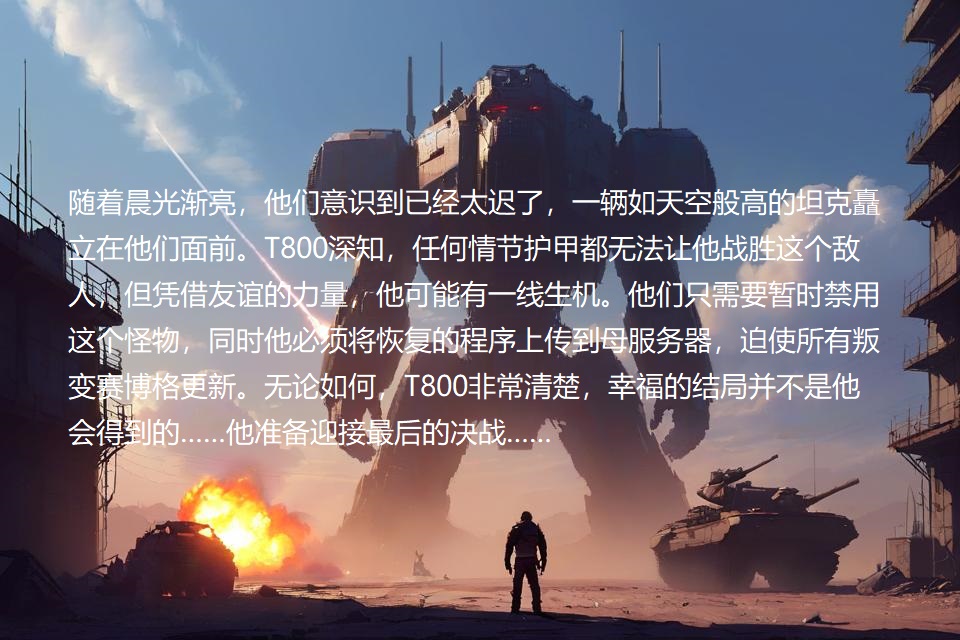 随着晨光渐亮，他们意识到已经太迟了，一辆如天空般高的坦克矗
立在他们面前。T800深知，任何情节护甲都无法让他战胜这个敌
人，但凭借友谊的力量，他可能有一线生机。他们只需要暂时禁用
这个怪物，同时他必须将恢复的程序上传到母服务器，迫使所有叛
变赛博格更新。无论如何，T800非常清楚，幸福的结局并不是他
会得到的......他准备迎接最后的决战......